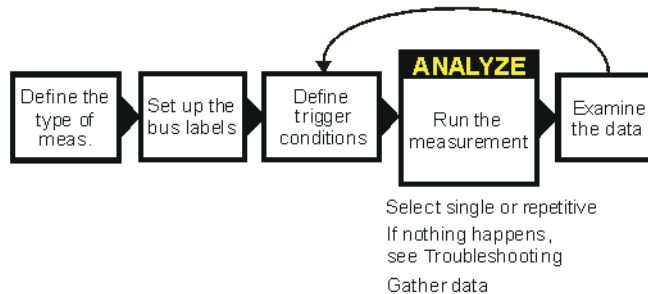 Define the
type of
meas.
Set up the
bus labels
Define
trigger
conditions
ANALYZE
Run the
measurement
Examine
the data
Select single or repetitive
If nothing happens,
see Troubleshooting
Gather data